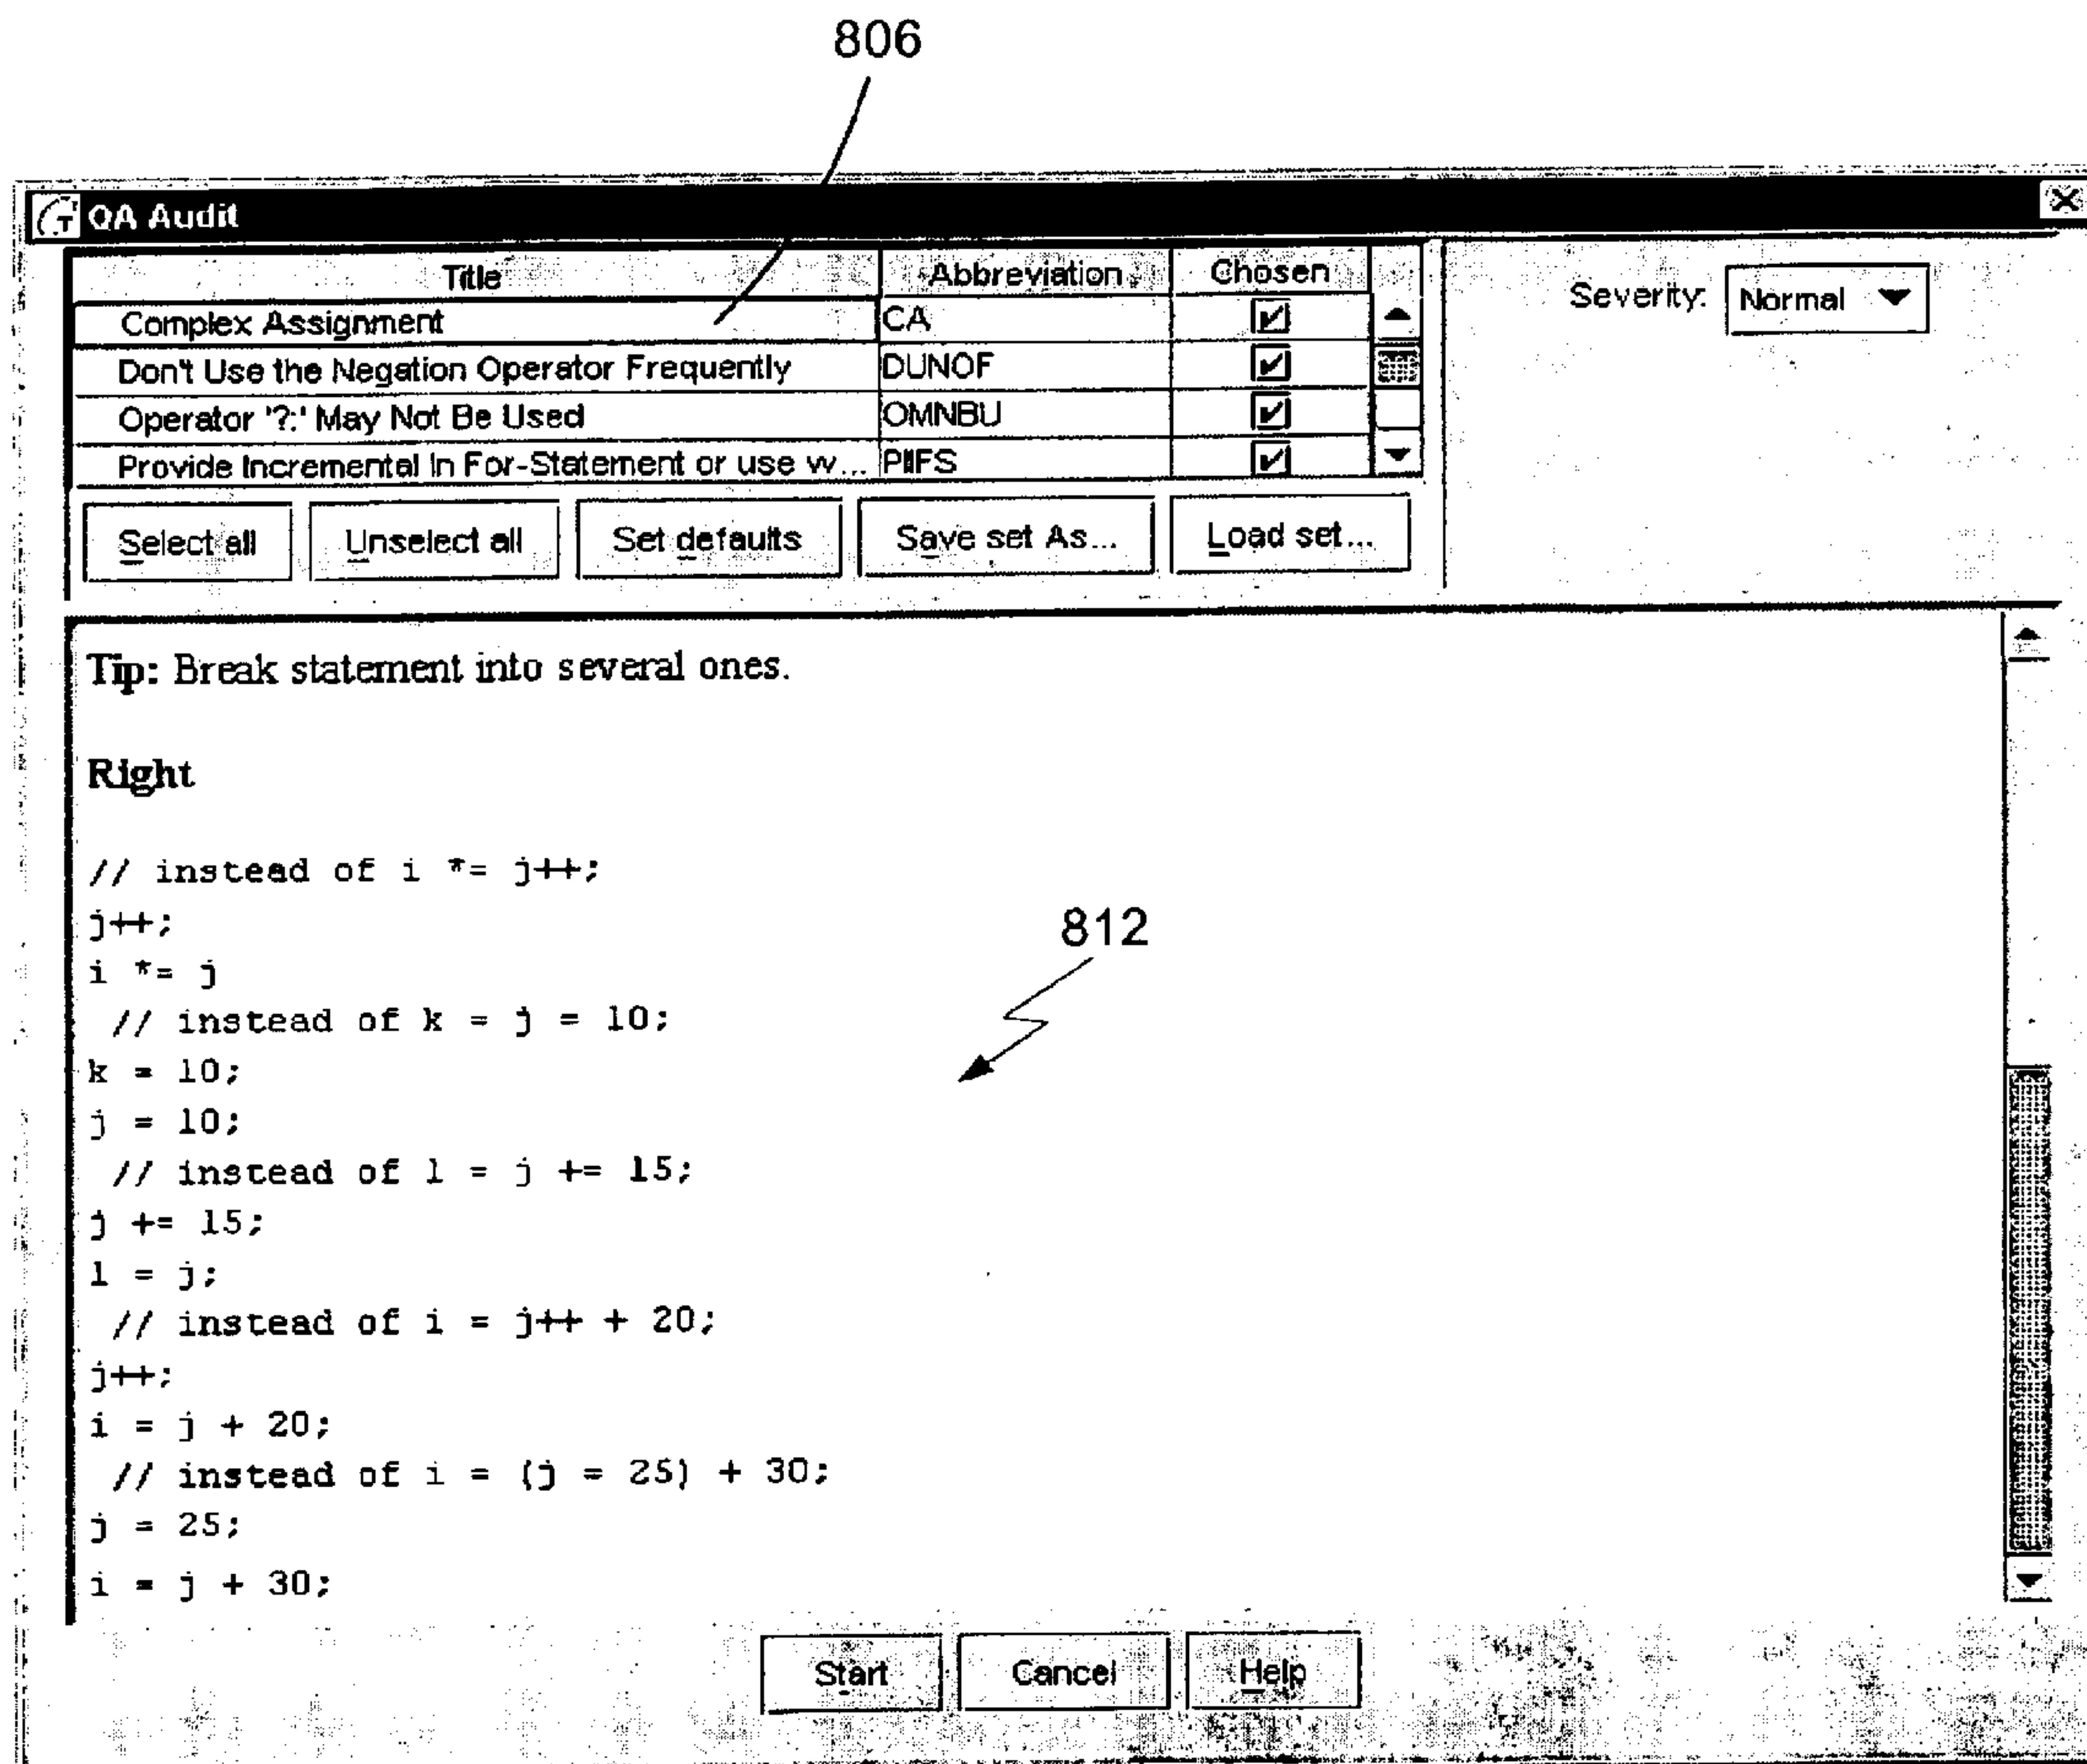 806
QA Audit
Title Abbreviation Chosen
Complex Assignment CA
Don't Use the Negation Operator Frequently DUNOF
Operator '?:' May Not Be Used OMNBU
Provide Incremental In For-Statement or use w... PIIFS
Severity: Normal
Select all Unselect all Set defaults Save set As... Load set...
Tip: Break statement into several ones.
Right
// instead of i *= j++;
j++;
i *= j
// instead of k = j = 10;
k = 10;
j = 10;
// instead of l = j += 15;
j += 15;
l = j;
// instead of i = j++ + 20;
j++;
i = j + 20;
// instead of i = (j = 25) + 30;
j = 25;
i = j + 30;
812
Start Cancel Help